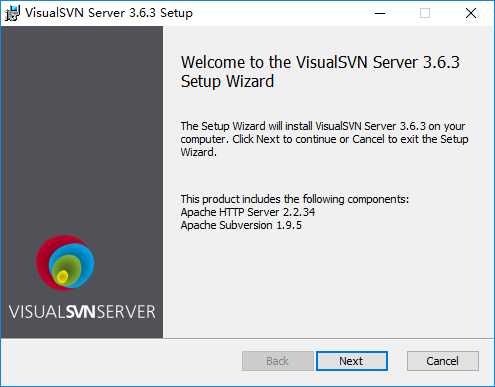 VisualSVN Server 3.6.3 Setup
Welcome to the VisualSVN Server 3.6.3
Setup Wizard
The Setup Wizard will install VisualSVN Server 3.6.3 on your
computer. Click Next to continue or Cancel to exit the Setup
Wizard.
This product includes the following components:
Apache HTTP Server 2.2.34
Apache Subversion 1.9.5
VISUALSVNSERVER
Back
Next
Cancel